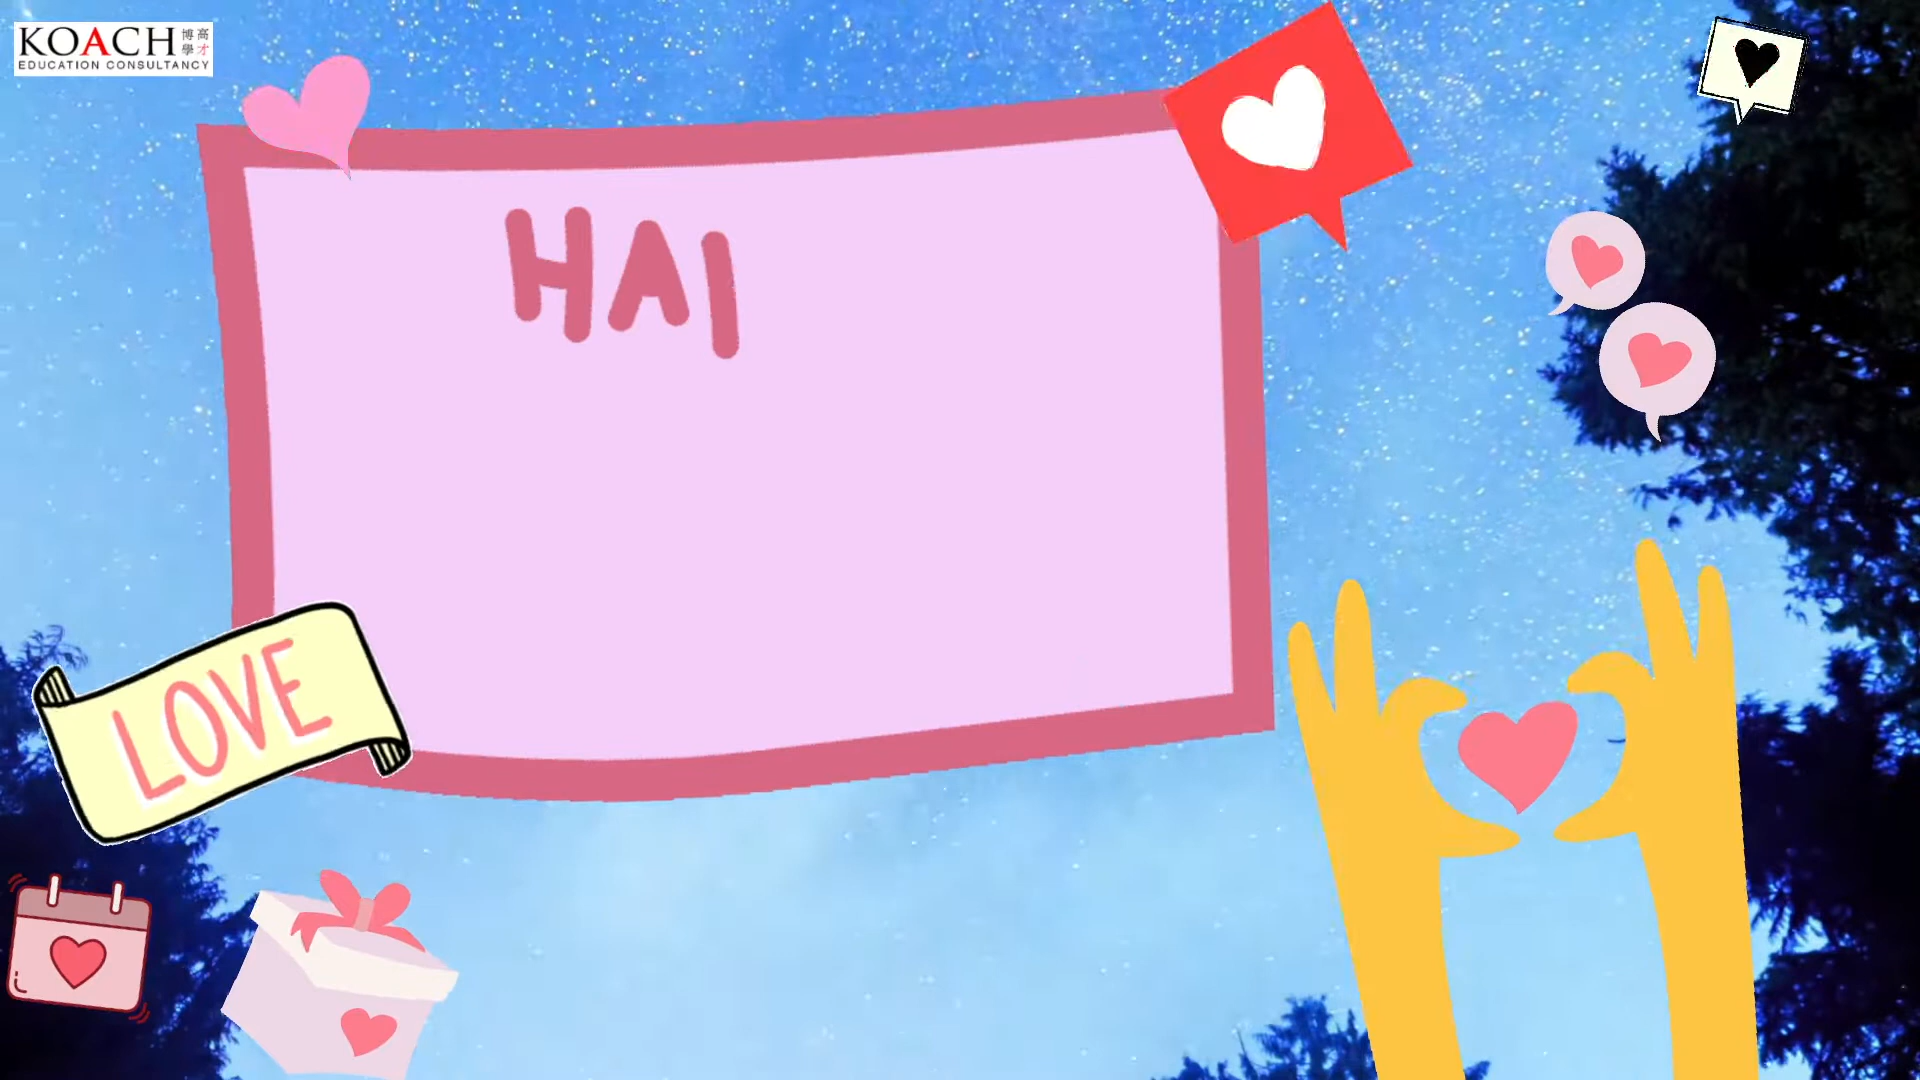 KOACH 博高
學才
EDUCATION CONSULTANCY
HAI
LOVE